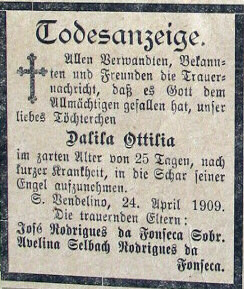 Todesanzeige.
Allen Verwandten, Bekann-
ten und Freunden die Trauer-
nachricht, daß es Gott dem
Allmächtigen gefallen hat, unser
liebes Töchterchen
Dalila Ottilia
im zarten Alter von 25 Tagen, nach
kurzer Krankheit, in die Schar seiner
Engel aufzunehmen.
S. Vendelino, 24. April 1909.
Die trauernden Eltern:
José Rodrigues da Fonseca Sobr.
Avelina Selbach Rodrigues da
Fonseca.